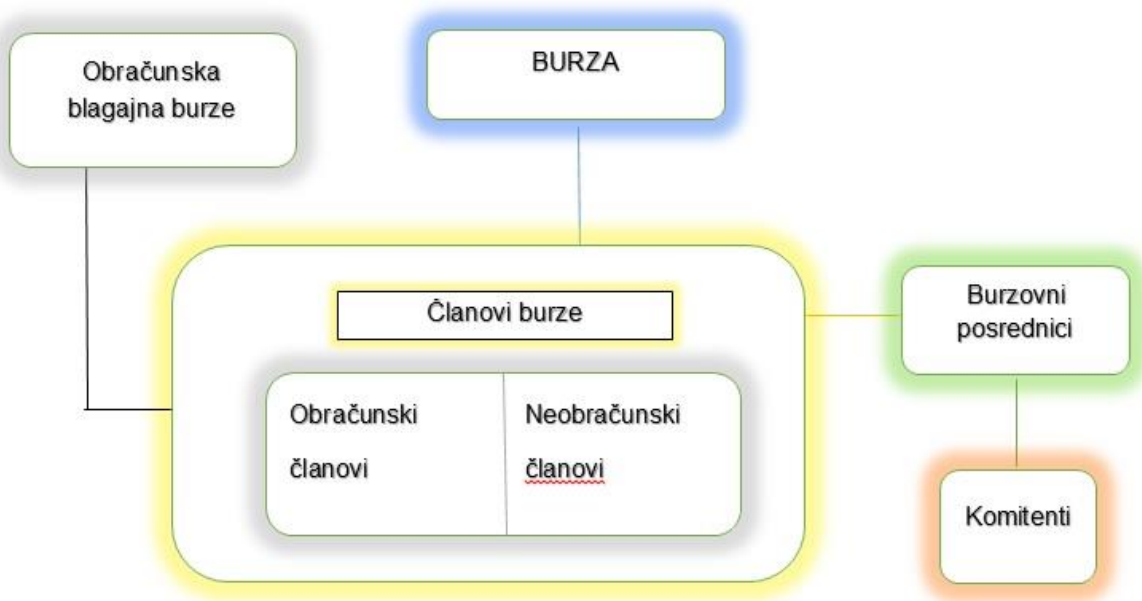 Obračunska
blagajna burze
BURZA
Članovi burze
Obračunski
članovi
Neobračunski
članovi
Burzovni
posrednici
Komitenti